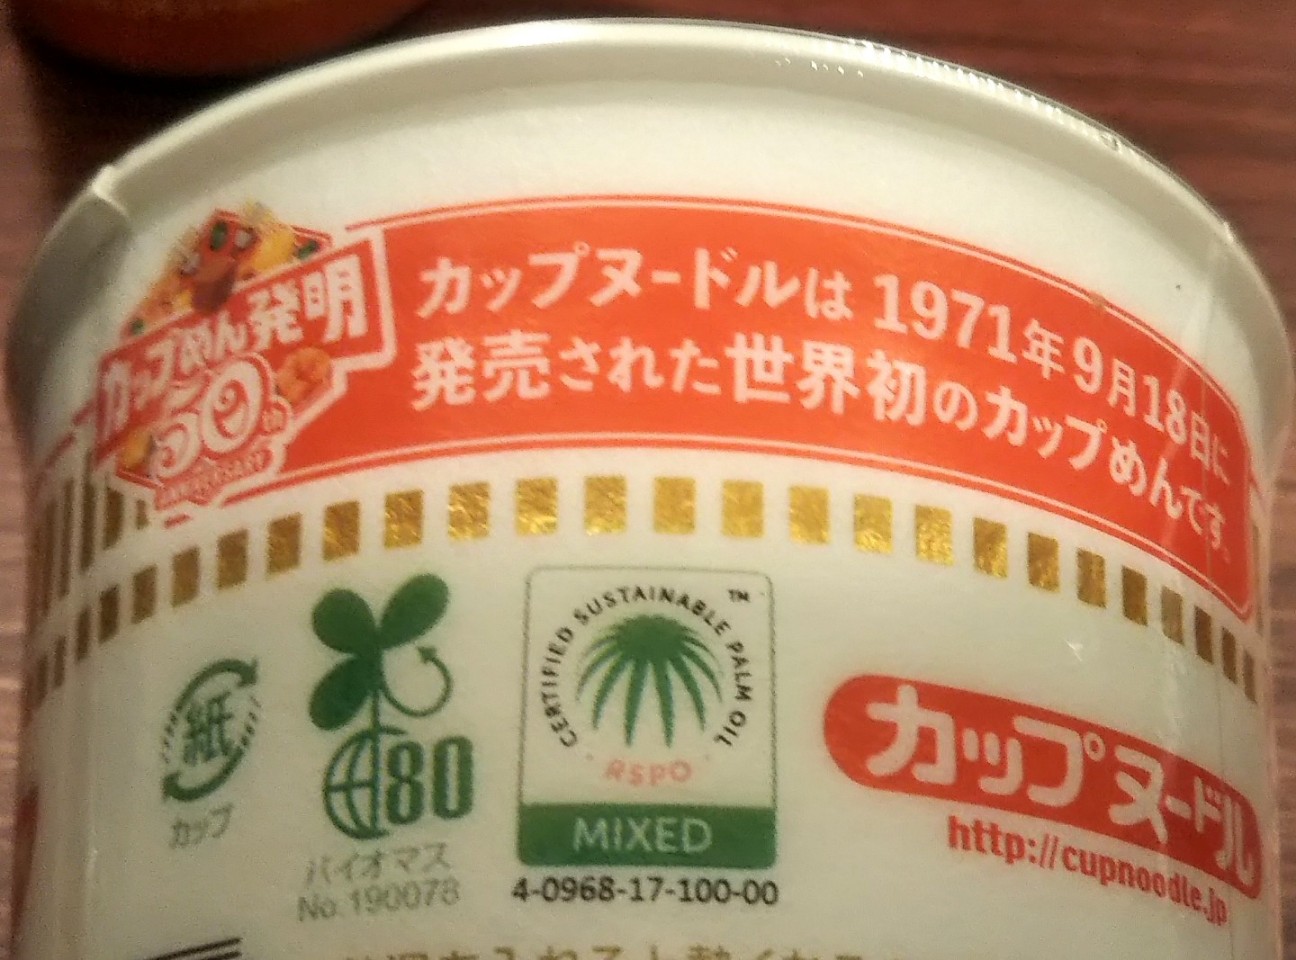 カップめん発明
50th
ANNIVERSARY
カップヌードルは 1971年9月18日に
発売された世界初のカップめんです。
紙
カップ
80
バイオマス
No.190078
CERTIFIED SUSTAINABLE PALM OIL
TM
RSPO
MIXED
4-0968-17-100-00
カップヌードル
http://cupnoodle.jp